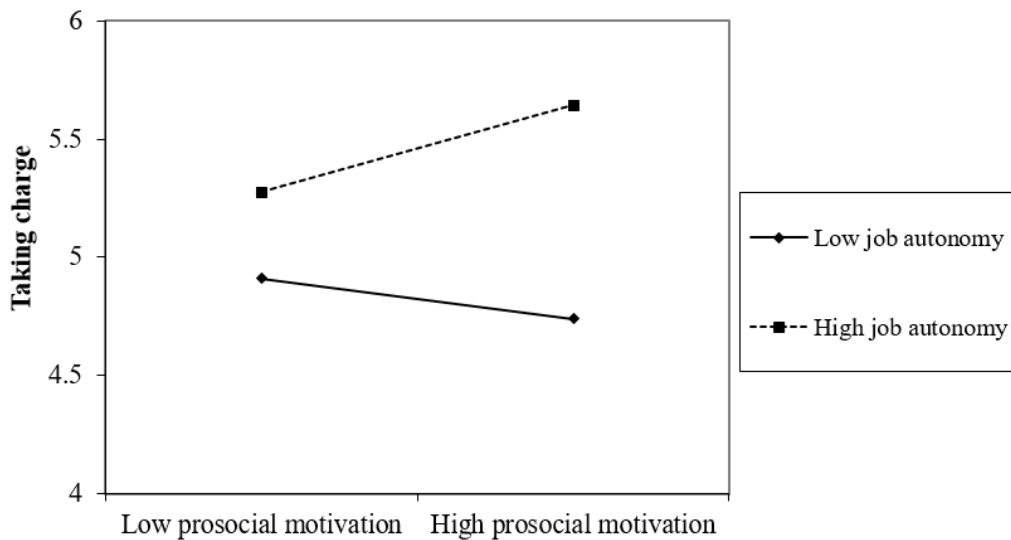 6
5.5
5
4.5
4
Taking charge
Low prosocial motivation
High prosocial motivation
Low job autonomy
High job autonomy